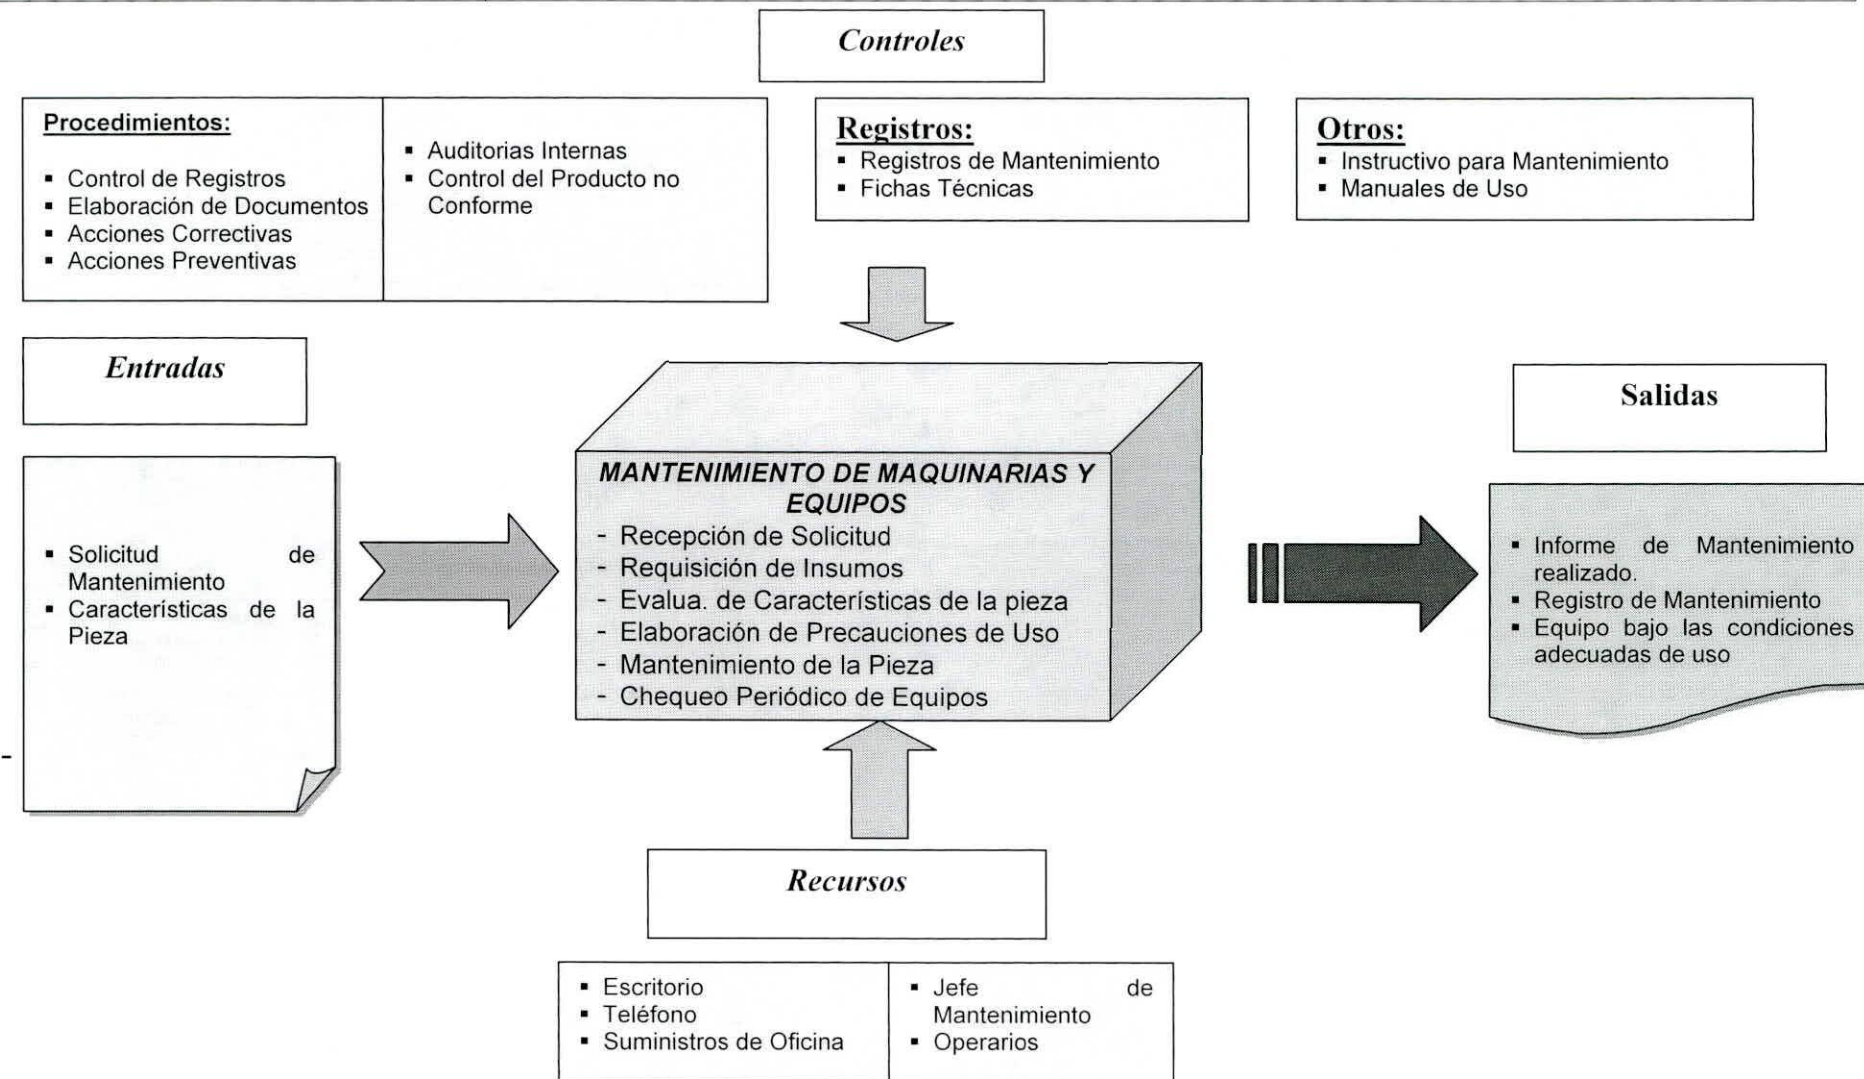 Controles
Procedimientos:
▪ Control de Registros
▪ Elaboración de Documentos
▪ Acciones Correctivas
▪ Acciones Preventivas
▪ Auditorias Internas
▪ Control del Producto no
Conforme
Registros:
▪ Registros de Mantenimiento
▪ Fichas Técnicas
Otros:
▪ Instructivo para Mantenimiento
▪ Manuales de Uso
Entradas
▪ Solicitud de
Mantenimiento
▪ Características de la
Pieza
MANTENIMIENTO DE MAQUINARIAS Y
EQUIPOS
- Recepción de Solicitud
- Requisición de Insumos
- Evalua. de Características de la pieza
- Elaboración de Precauciones de Uso
- Mantenimiento de la Pieza
- Chequeo Periódico de Equipos
Salidas
▪ Informe de Mantenimiento
realizado.
▪ Registro de Mantenimiento
▪ Equipo bajo las condiciones
adecuadas de uso
-
Recursos
▪ Escritorio
▪ Teléfono
▪ Suministros de Oficina
▪ Jefe de
Mantenimiento
▪ Operarios